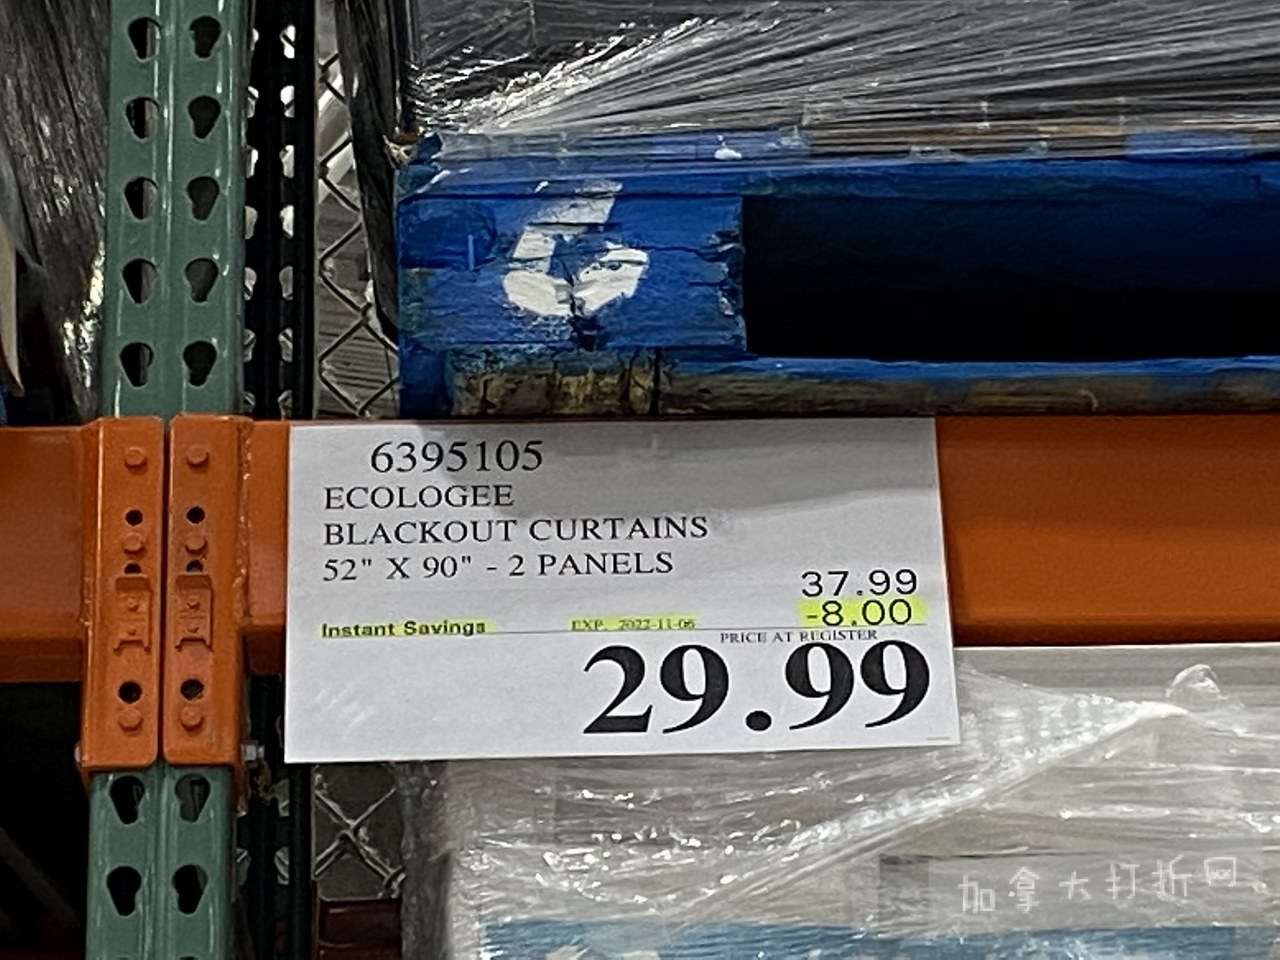 6
6395105
ECOLOGEE
BLACKOUT CURTAINS
52" X 90" - 2 PANELS
37.99
-8.00
Instant Savings EXP. 2022-11-06
PRICE AT REGISTER
29.99
加拿大打折网